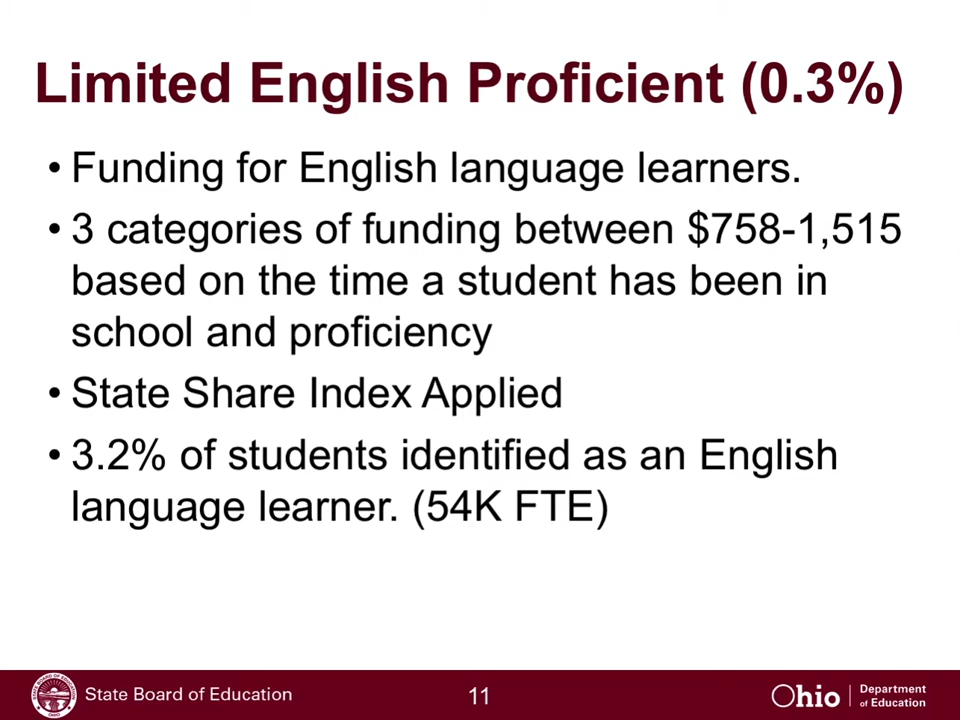 Limited English Proficient (0.3%)
• Funding for English language learners.
• 3 categories of funding between $758-1,515
based on the time a student has been in
school and proficiency
• State Share Index Applied
• 3.2% of students identified as an English
language learner. (54K FTE)
State Board of Education
11
Ohio
Department
of Education